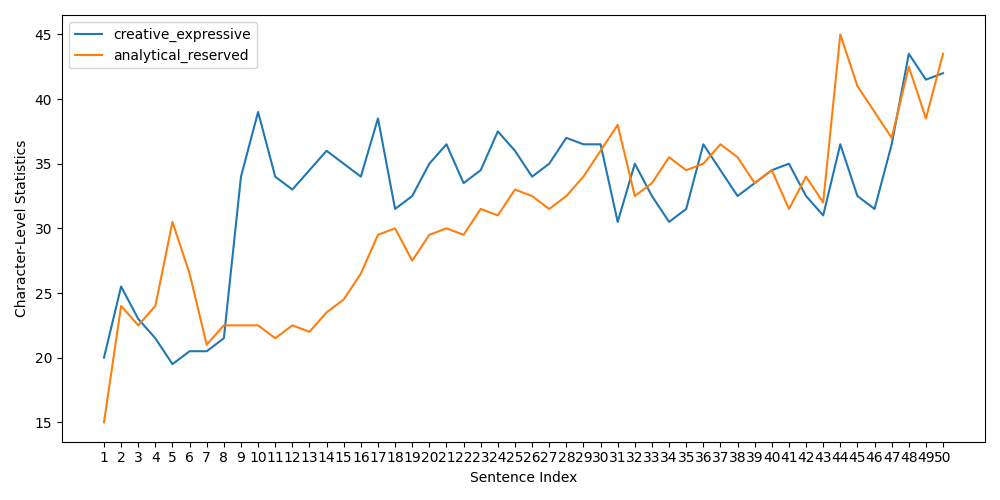 creative_expressive
analytical_reserved
45
40
35
30
25
20
15
Character-Level Statistics
1 2 3 4 5 6 7 8 9 10 11 12 13 14 15 16 17 18 19 20 21 22 23 24 25 26 27 28 29 30 31 32 33 34 35 36 37 38 39 40 41 42 43 44 45 46 47 48 49 50
Sentence Index